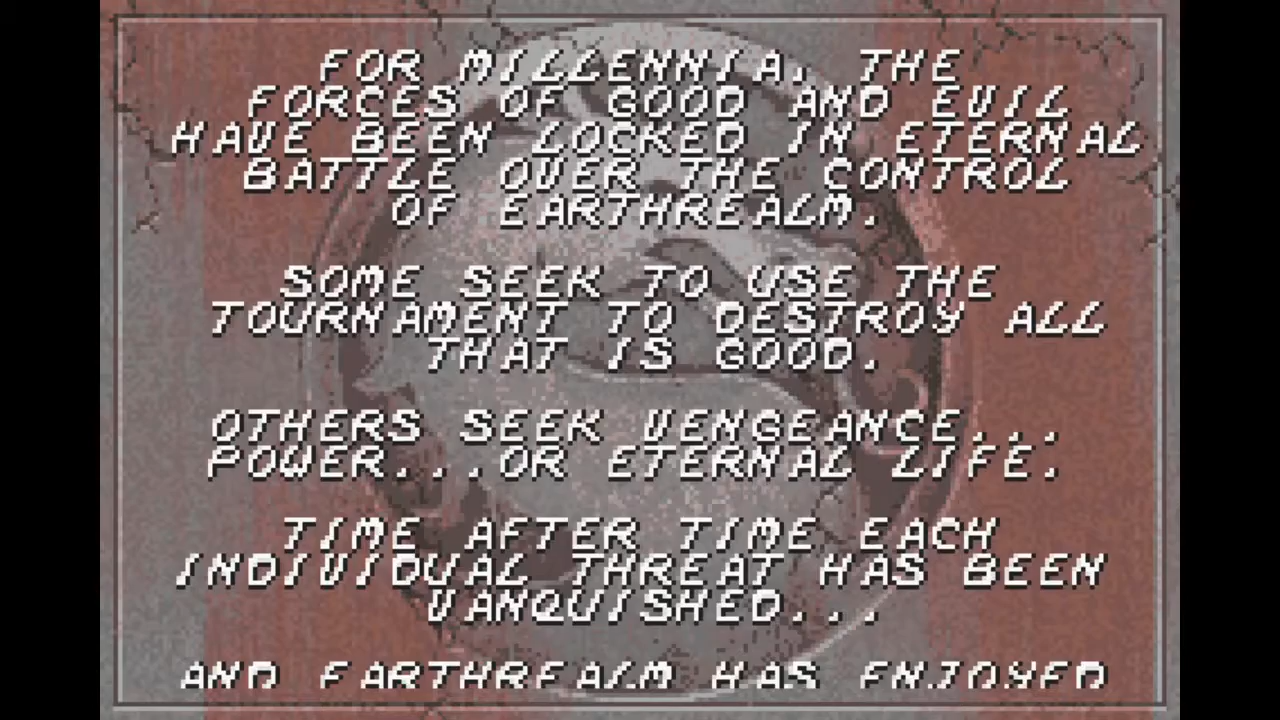 FOR MILLENNIA, THE
FORCES OF GOOD AND EVIL
HAVE BEEN LOCKED IN ETERNAL
BATTLE OVER THE CONTROL
OF EARTHREALM.
SOME SEEK TO USE THE
TOURNAMENT TO DESTROY ALL
THAT IS GOOD.
OTHERS SEEK VENGEANCE...
POWER...OR ETERNAL LIFE.
TIME AFTER TIME EACH
INDIVIDUAL THREAT HAS BEEN
VANQUISHED...
AND EARTHREALM HAS ENJOYED